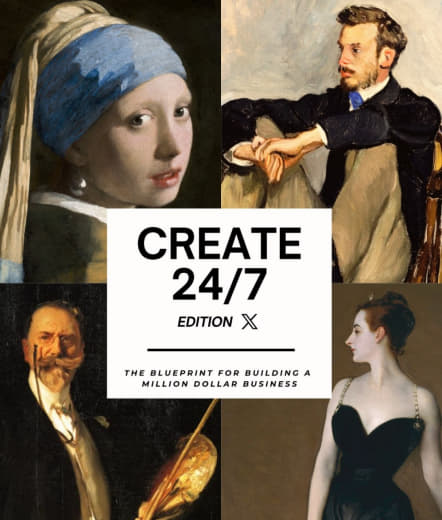 CREATE
24/7
EDITION 𝕏
THE BLUEPRINT FOR BUILDING A
MILLION DOLLAR BUSINESS